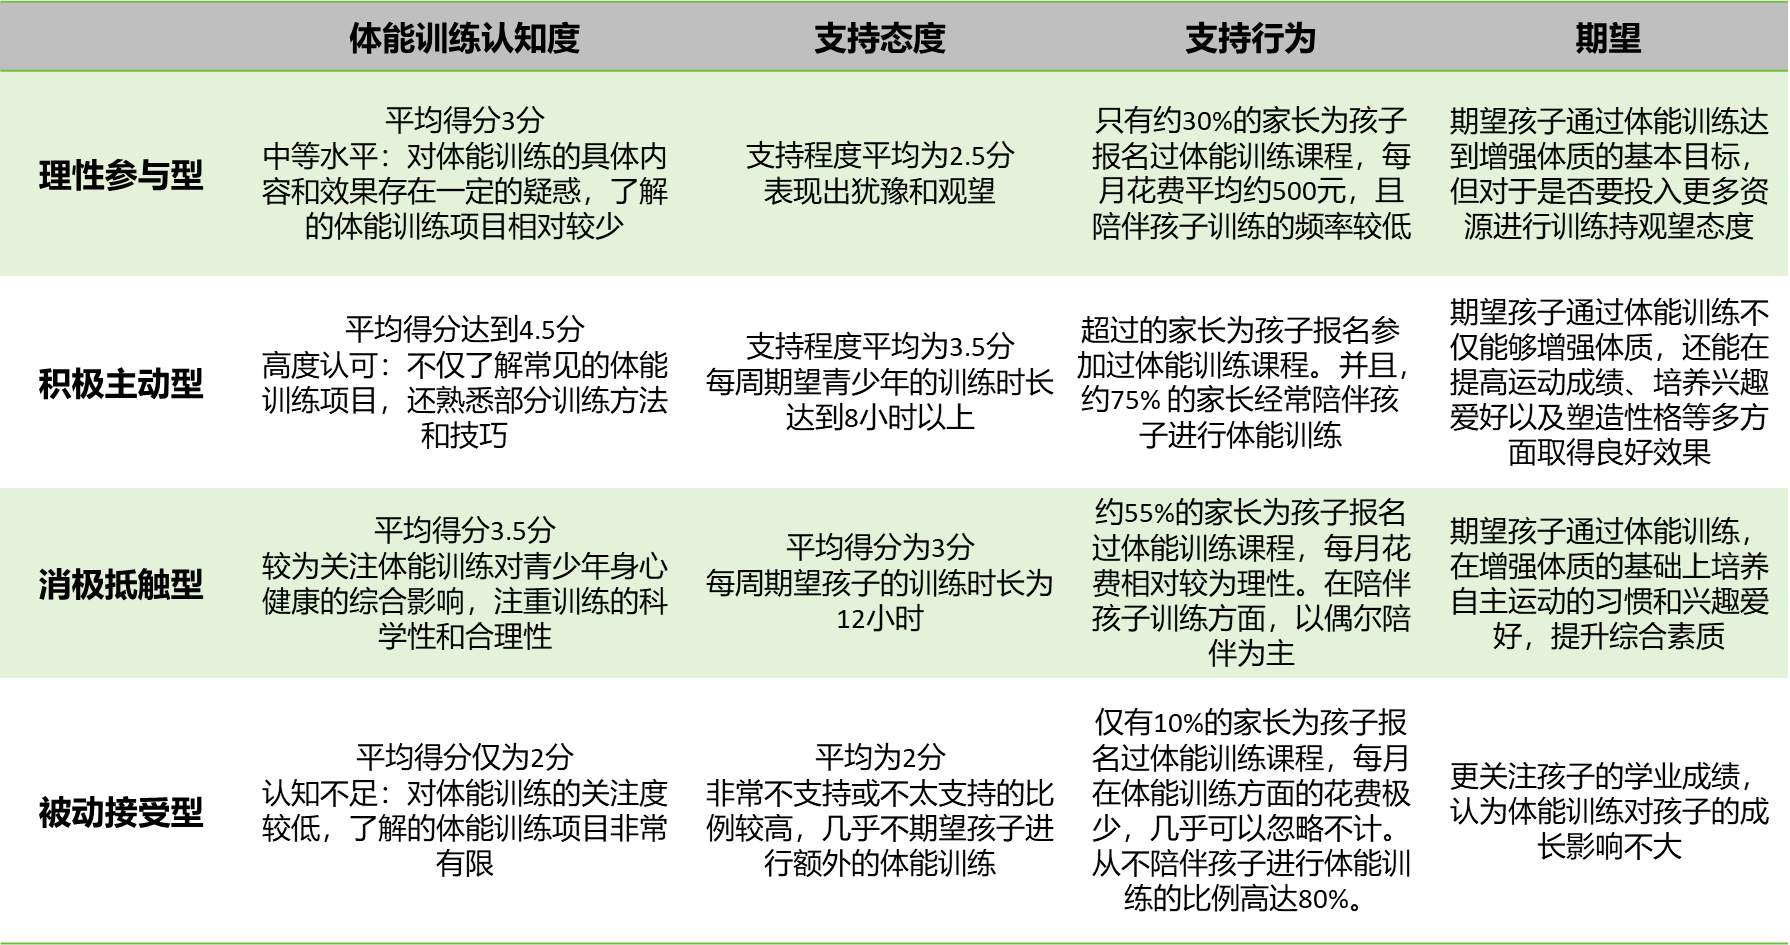 体能训练认知度
支持态度
支持行为
期望
理性参与型
平均得分3分
中等水平：对体能训练的具体内
容和效果存在一定的疑惑，了解
的体能训练项目相对较少
支持程度平均为2.5分
表现出犹豫和观望
只有约30%的家长为孩子
报名过体能训练课程，每
月花费平均约500元，且
陪伴孩子训练的频率较低
期望孩子通过体能训练达
到增强体质的基本目标，
但对于是否要投入更多资
源进行训练持观望态度
积极主动型
平均得分达到4.5分
高度认可：不仅了解常见的体能
训练项目，还熟悉部分训练方法
和技巧
支持程度平均为3.5分
每周期望青少年的训练时长
达到8小时以上
超过的家长为孩子报名参
加过体能训练课程。并且，
约75% 的家长经常陪伴孩
子进行体能训练
期望孩子通过体能训练不
仅能够增强体质，还能在
提高运动成绩、培养兴趣
爱好以及塑造性格等多方
面取得良好效果
消极抵触型
平均得分3.5分
较为关注体能训练对青少年身心
健康的综合影响，注重训练的科
学性和合理性
平均得分为3分
每周期望孩子的训练时长为
12小时
约55%的家长为孩子报名
过体能训练课程，每月花
费相对较为理性。在陪伴
孩子训练方面，以偶尔陪
伴为主
期望孩子通过体能训练，
在增强体质的基础上培养
自主运动的习惯和兴趣爱
好，提升综合素质
被动接受型
平均得分仅为2分
认知不足：对体能训练的关注度
较低，了解的体能训练项目非常
有限
平均为2分
非常不支持或不太支持的比
例较高，几乎不期望孩子进
行额外的体能训练
仅有10%的家长为孩子报
名过体能训练课程，每月
在体能训练方面的花费极
少，几乎可以忽略不计。
从不陪伴孩子进行体能训
练的比例高达80%。
更关注孩子的学业成绩，
认为体能训练对孩子的成
长影响不大